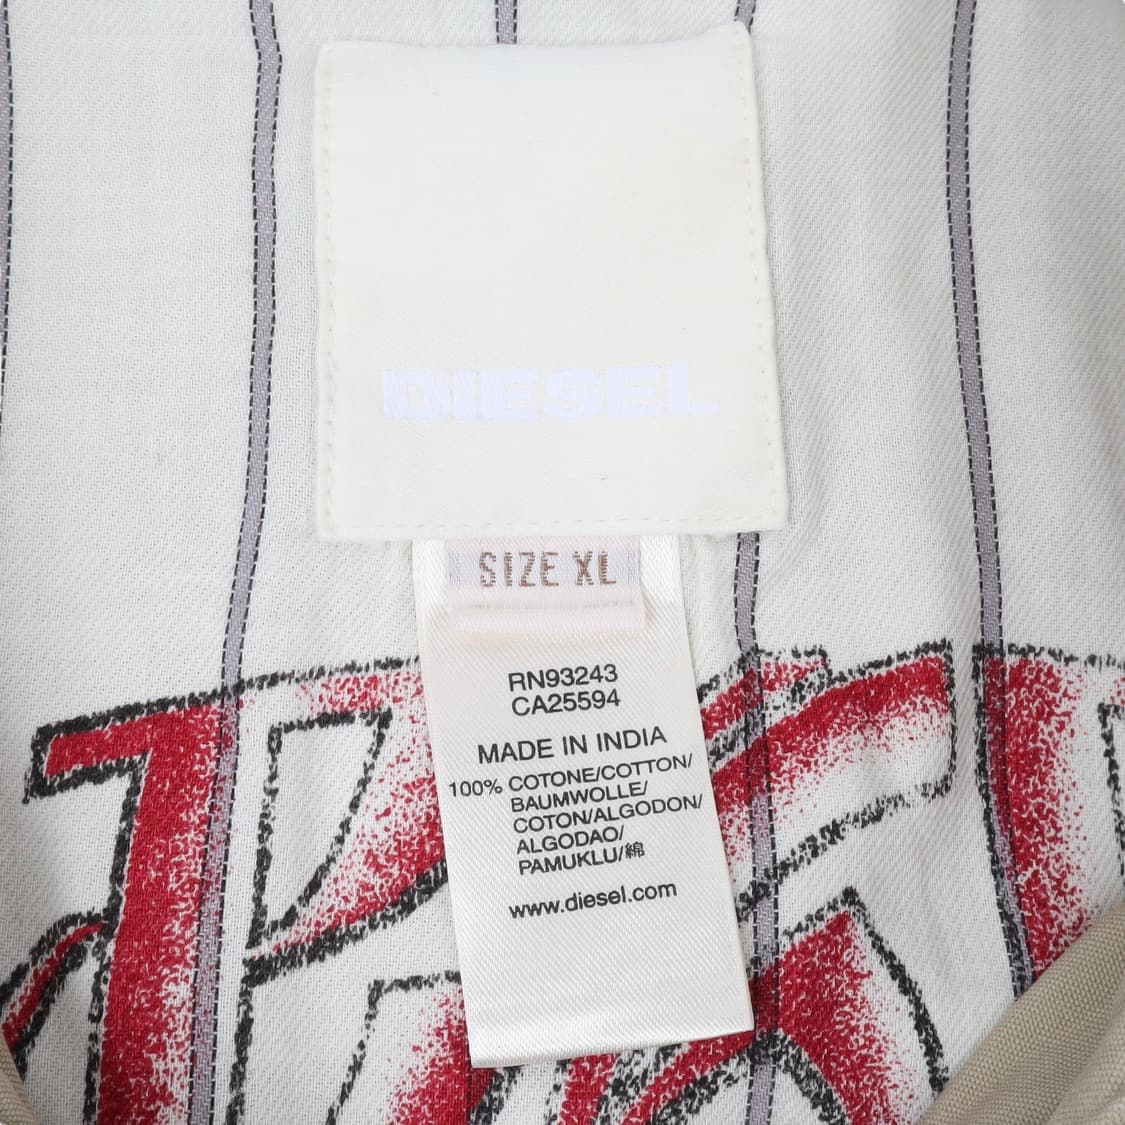 DIESEL
SIZE XL
RN93243
CA25594
MADE IN INDIA
100% COTONE/COTTON/
BAUMWOLLE/
COTON/ALGODON/
ALGODAO/
PAMUKLU/綿
www.diesel.com